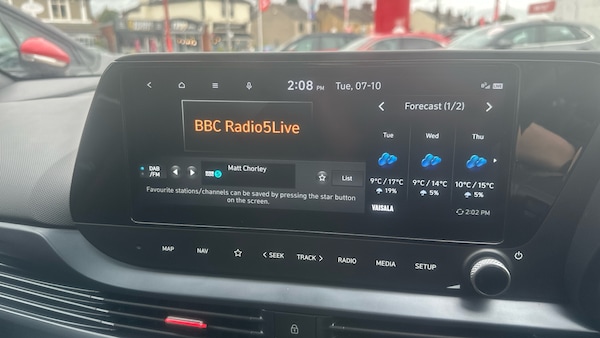 2:08 PM Tue, 07-10
LIVE
BBC Radio5Live
DAB
/FM
Matt Chorley
List
Favourite stations/channels can be saved by pressing the star button
on the screen.
Forecast (1/2)
Tue Wed Thu
9°C / 17°C 9°C / 14°C 10°C / 15°C
19% 5% 5%
VAISALA
2:02 PM
MAP NAV < SEEK TRACK > RADIO MEDIA SETUP